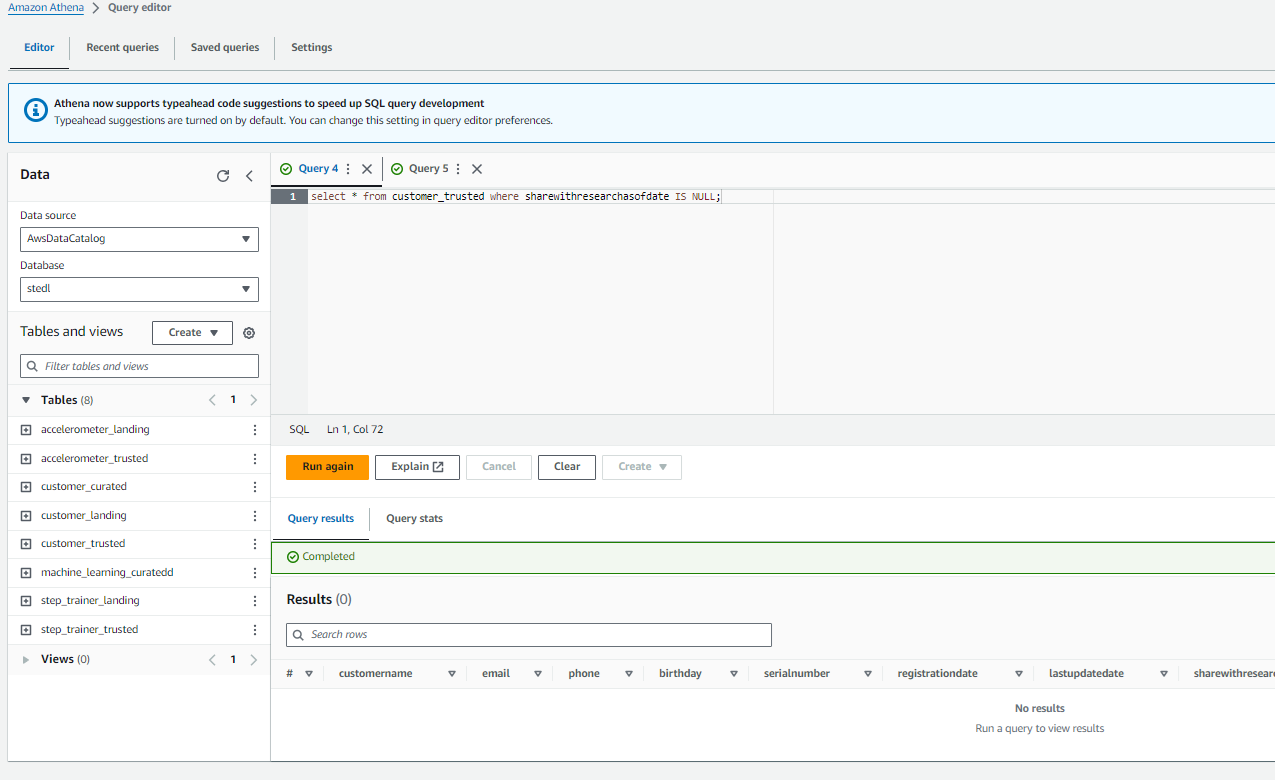 Amazon Athena > Query editor
Editor Recent queries Saved queries Settings
Athena now supports typeahead code suggestions to speed up SQL query development
Typeahead suggestions are turned on by default. You can change this setting in query editor preferences.
Data
Data source
AwsDataCatalog
Database
stedl
Tables and views Create
Filter tables and views
Tables (8) < 1 >
accelerometer_landing
accelerometer_trusted
customer_curated
customer_landing
customer_trusted
machine_learning_curatedd
step_trainer_landing
step_trainer_trusted
Views (0) < 1 >
Query 4 Query 5
1 select * from customer_trusted where sharewithresearchasofdate IS NULL;
SQL Ln 1, Col 72
Run again Explain Cancel Clear Create
Query results Query stats
Completed
Results (0)
Search rows
# customername email phone birthday serialnumber registrationdate lastupdatedate sharewithresear
No results
Run a query to view results